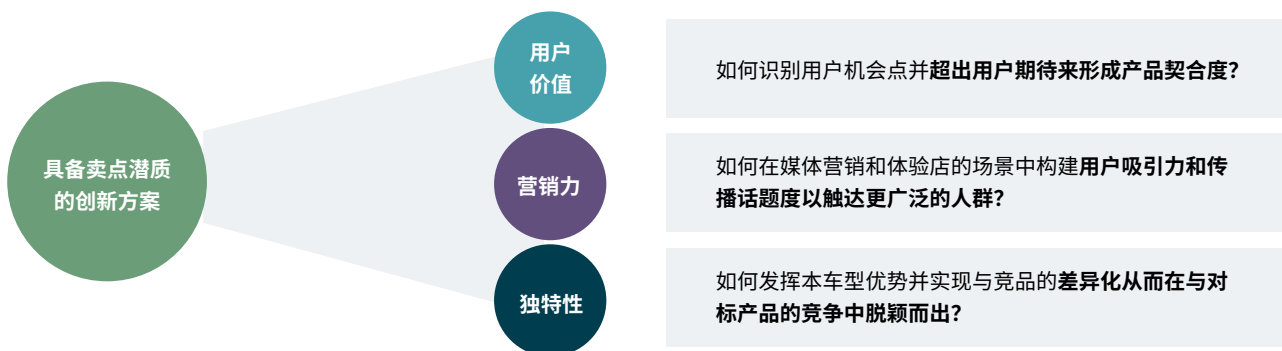 具备卖点潜质
的创新方案
用户
价值
如何识别用户机会点并超出用户期待来形成产品契合度？
营销力
如何在媒体营销和体验店的场景中构建用户吸引力和传
播话题度以触达更广泛的人群？
独特性
如何发挥本车型优势并实现与竞品的差异化从而在与对
标产品的竞争中脱颖而出？